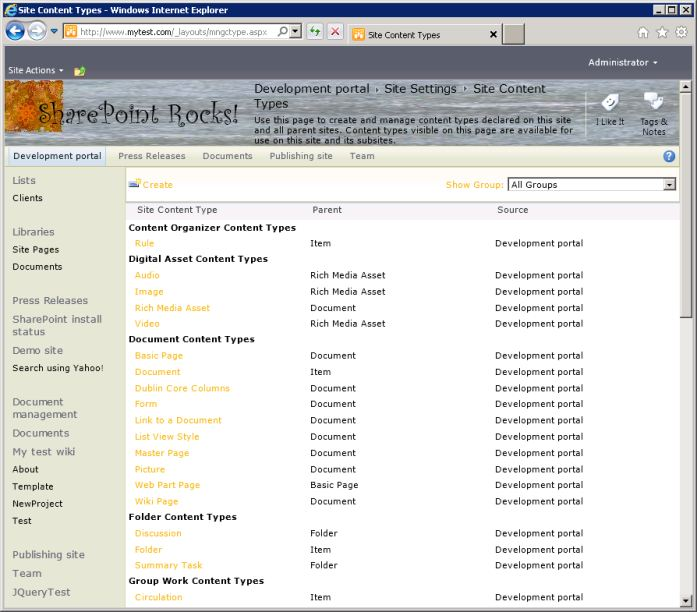 Site Content Types - Windows Internet Explorer
http://www.mytest.com/_layouts/mngctype.aspx
Site Content Types
Site Actions
Administrator
SharePoint Rocks!
Development portal › Site Settings › Site Content
Types
Use this page to create and manage content types declared on this site
and all parent sites. Content types visible on this page are available for
use on this site and its subsites.
I Like It
Tags &
Notes
Development portal Press Releases Documents Publishing site Team
Lists
Clients
Libraries
Site Pages
Documents
Press Releases
SharePoint install
status
Demo site
Search using Yahoo!
Document
management
Documents
My test wiki
About
Template
NewProject
Test
Publishing site
Team
JQueryTest
Create
Show Group: All Groups
Site Content Type Parent Source
Content Organizer Content Types
Rule Item Development portal
Digital Asset Content Types
Audio Rich Media Asset Development portal
Image Rich Media Asset Development portal
Rich Media Asset Document Development portal
Video Rich Media Asset Development portal
Document Content Types
Basic Page Document Development portal
Document Item Development portal
Dublin Core Columns Document Development portal
Form Document Development portal
Link to a Document Document Development portal
List View Style Document Development portal
Master Page Document Development portal
Picture Document Development portal
Web Part Page Basic Page Development portal
Wiki Page Document Development portal
Folder Content Types
Discussion Folder Development portal
Folder Item Development portal
Summary Task Folder Development portal
Group Work Content Types
Circulation Item Development portal